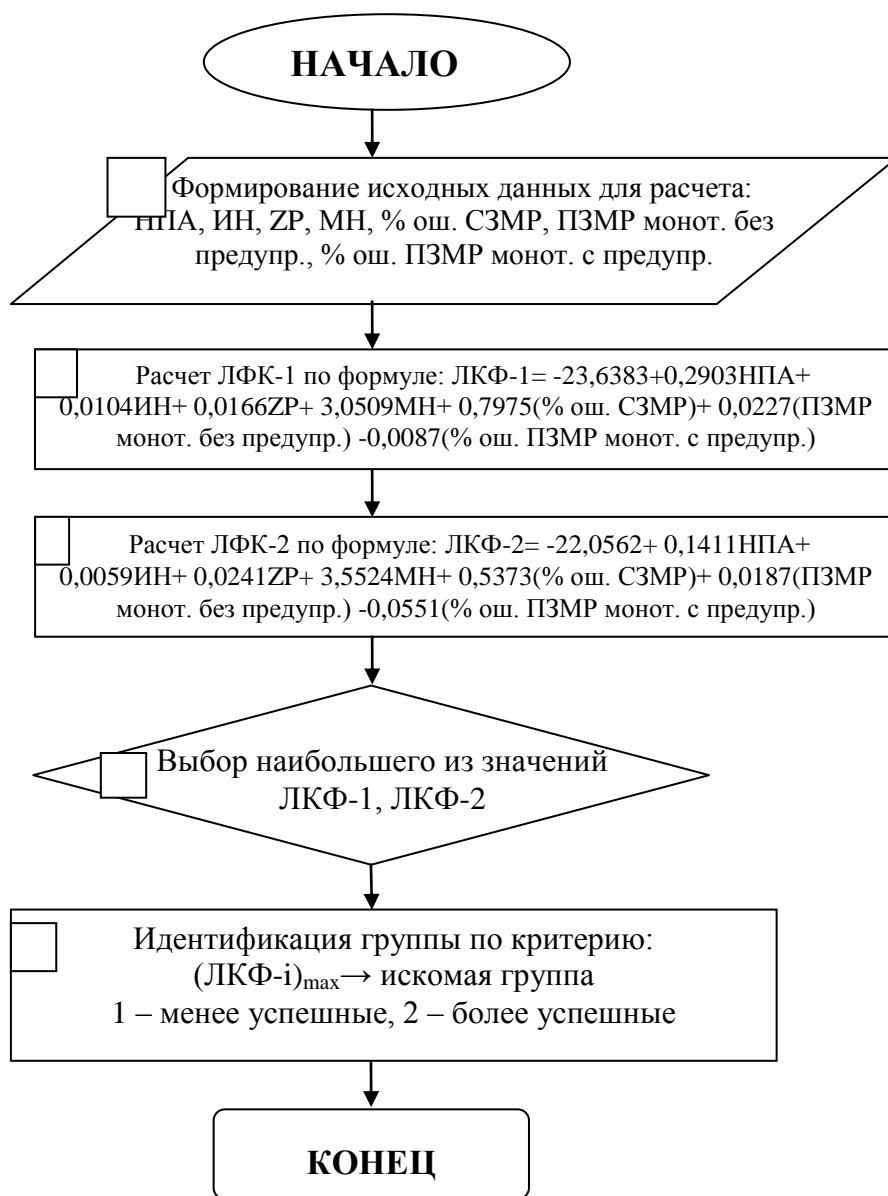 НАЧАЛО
Формирование исходных данных для расчета:
НПА, ИН, ZP, МН, % ош. СЗМР, ПЗМР монот. без
предупр., % ош. ПЗМР монот. с предупр.
Расчет ЛФК-1 по формуле: ЛКФ-1= -23,6383+0,2903НПА+
0,0104ИН+ 0,0166ZP+ 3,0509МН+ 0,7975(% ош. СЗМР)+ 0,0227(ПЗМР
монот. без предупр.) -0,0087(% ош. ПЗМР монот. с предупр.)
Расчет ЛФК-2 по формуле: ЛКФ-2= -22,0562+ 0,1411НПА+
0,0059ИН+ 0,0241ZP+ 3,5524МН+ 0,5373(% ош. СЗМР)+ 0,0187(ПЗМР
монот. без предупр.) -0,0551(% ош. ПЗМР монот. с предупр.)
Выбор наибольшего из значений
ЛКФ-1, ЛКФ-2
Идентификация группы по критерию:
(ЛКФ-i)max→ искомая группа
1 – менее успешные, 2 – более успешные
КОНЕЦ